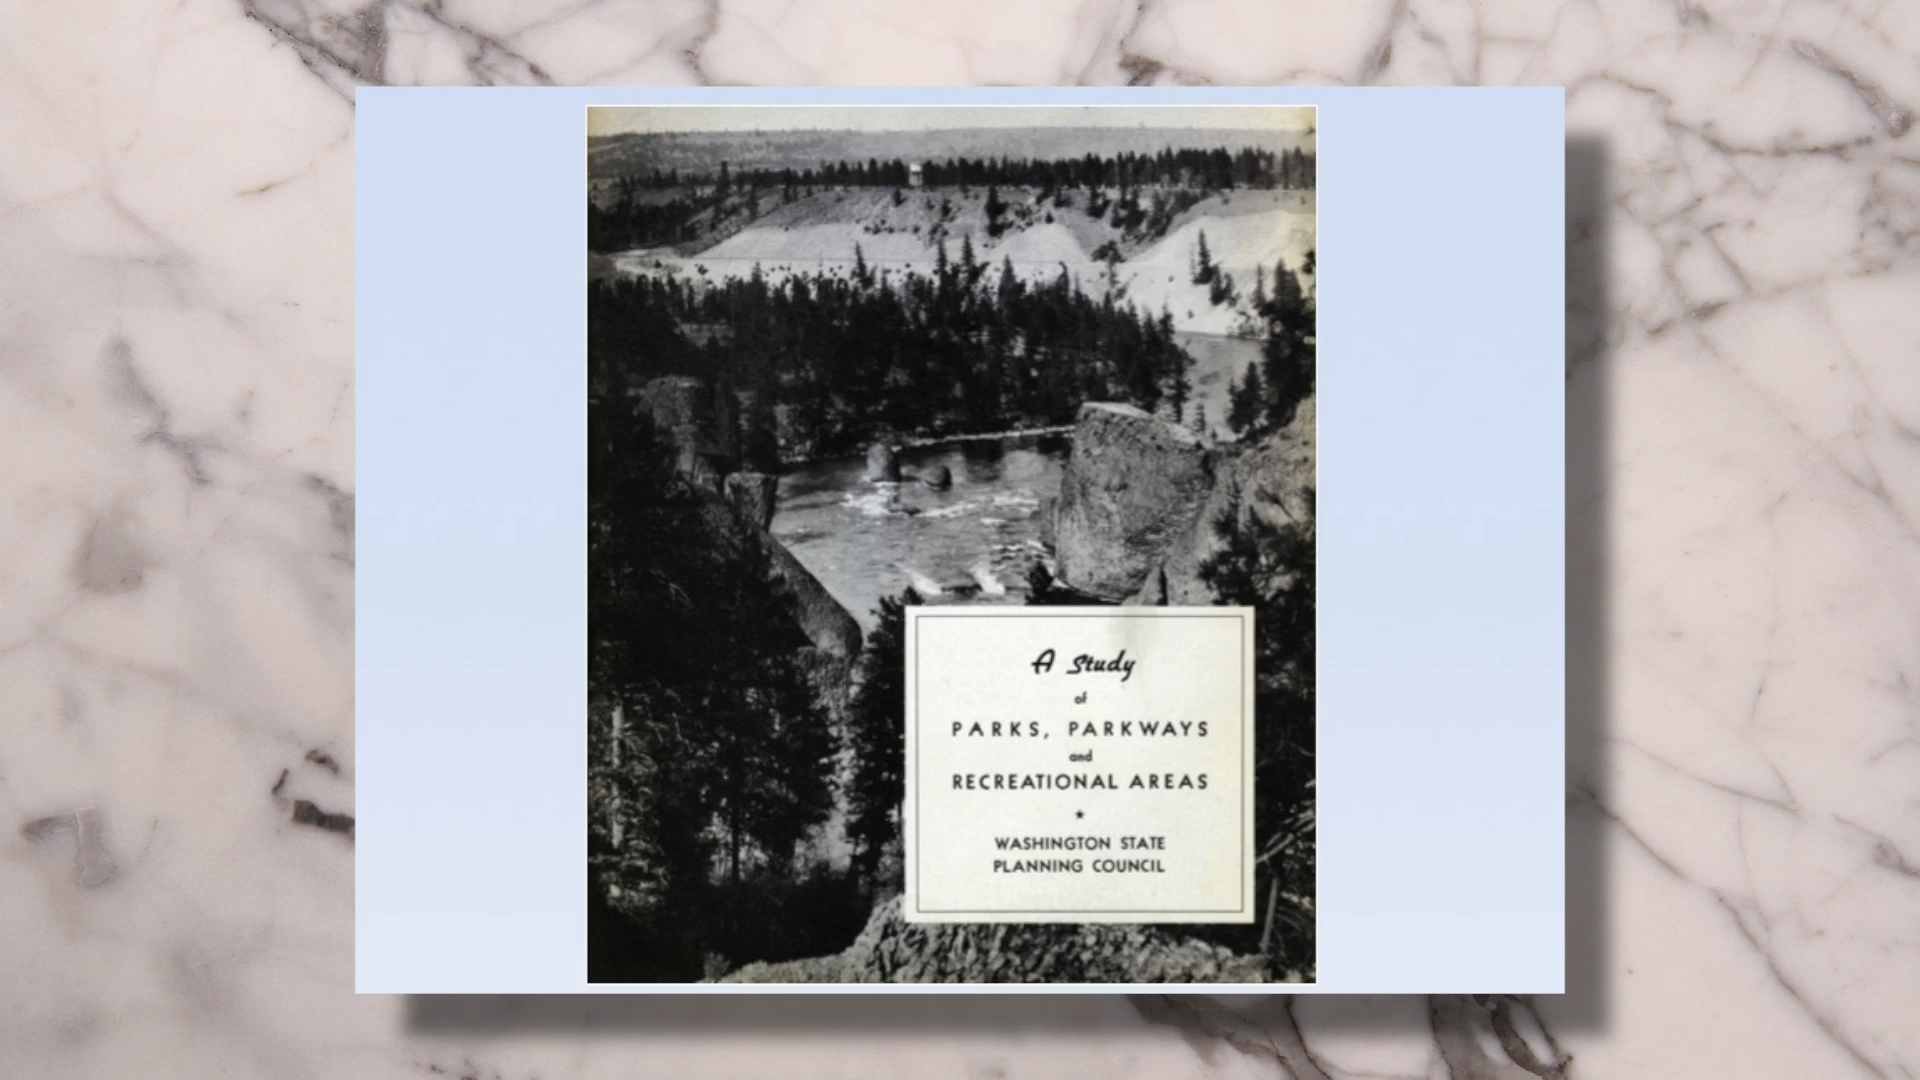 A Study
of
PARKS, PARKWAYS
and
RECREATIONAL AREAS
WASHINGTON STATE
PLANNING COUNCIL